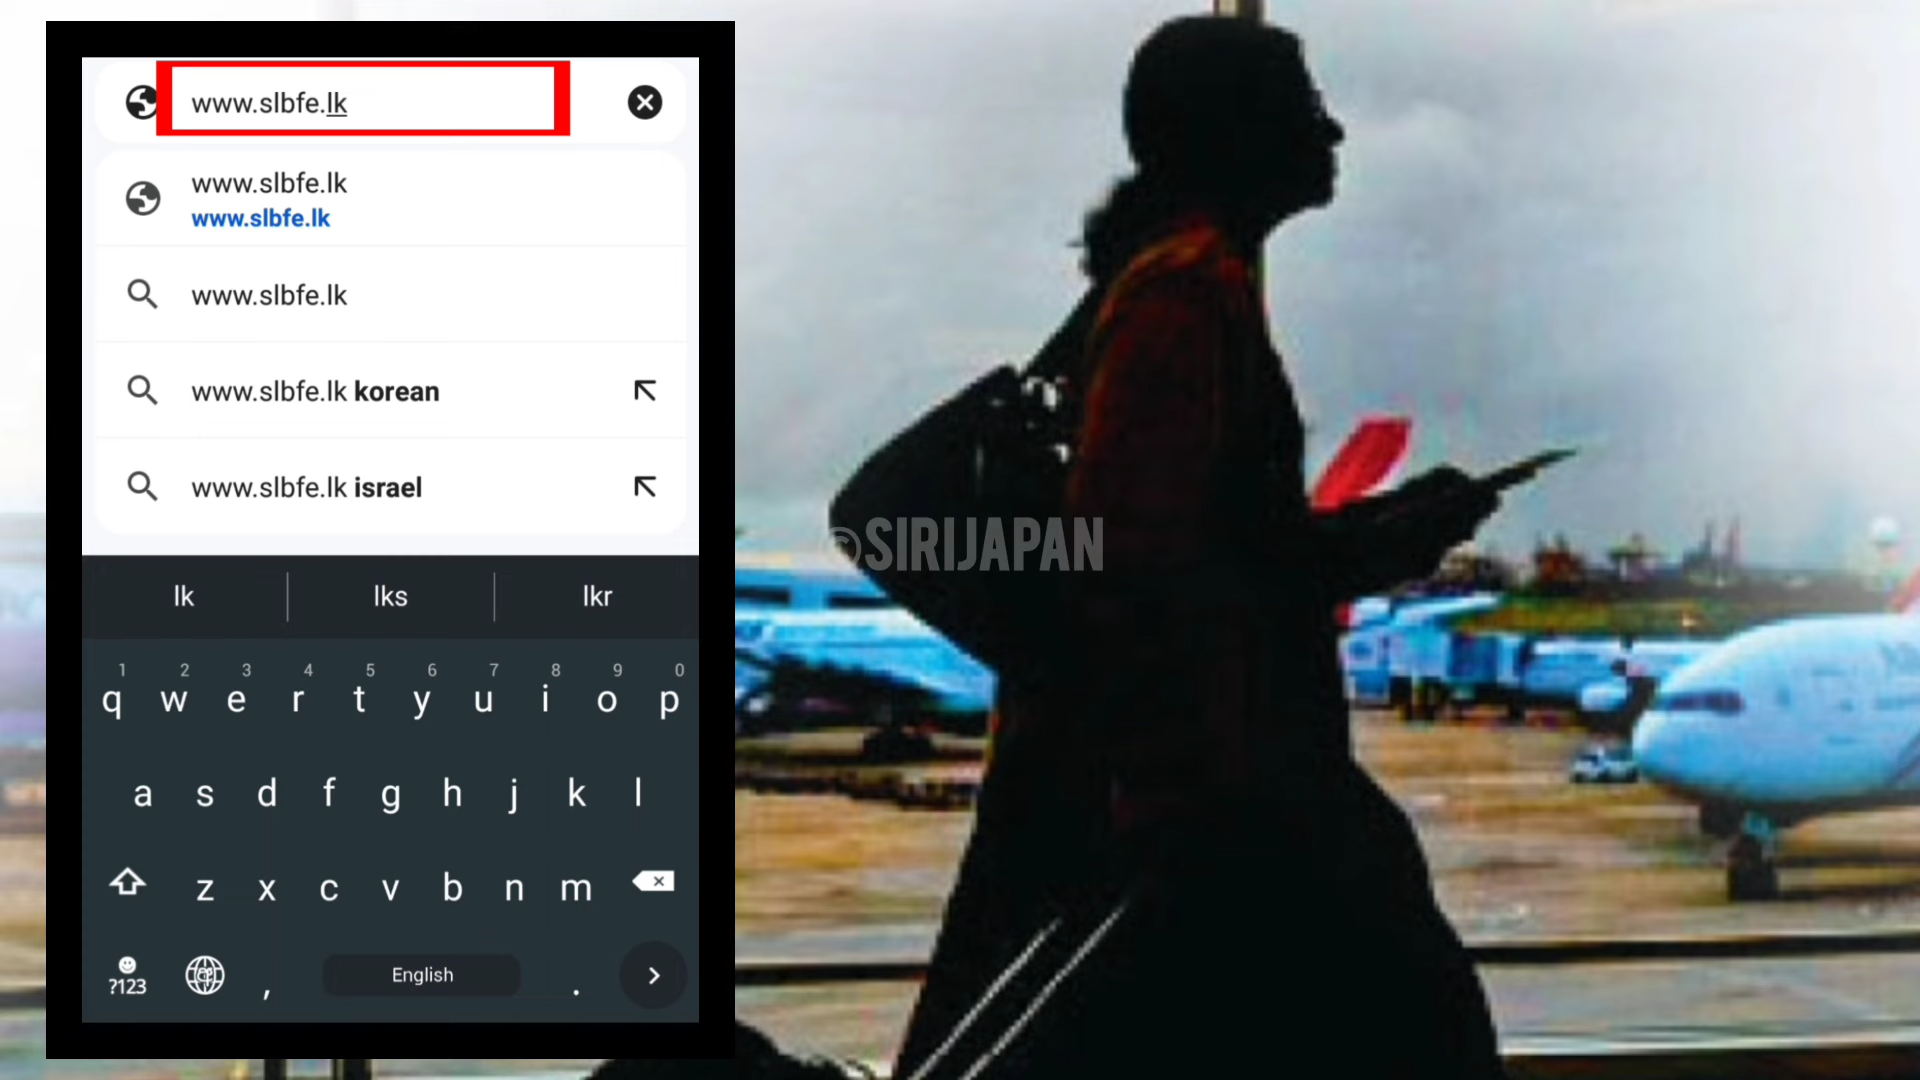 www.slbfe.lk
www.slbfe.lk
www.slbfe.lk
www.slbfe.lk
www.slbfe.lk korean
www.slbfe.lk israel
lk lks lkr
1 2 3 4 5 6 7 8 9 0
q w e r t y u i o p
a s d f g h j k l
z x c v b n m
?123 , English .
©SIRIJAPAN